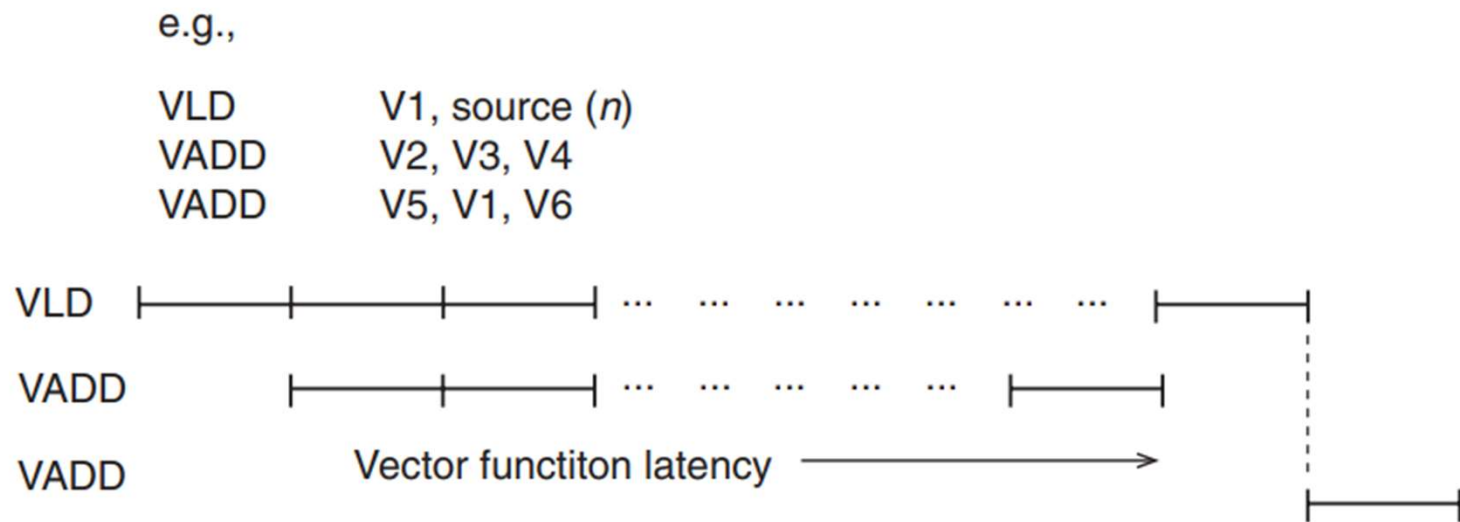 e.g.,
VLD V1, source (n)
VADD V2, V3, V4
VADD V5, V1, V6
VLD ... ... ... ... ... ... ...
VADD ... ... ... ... ...
VADD Vector functiton latency